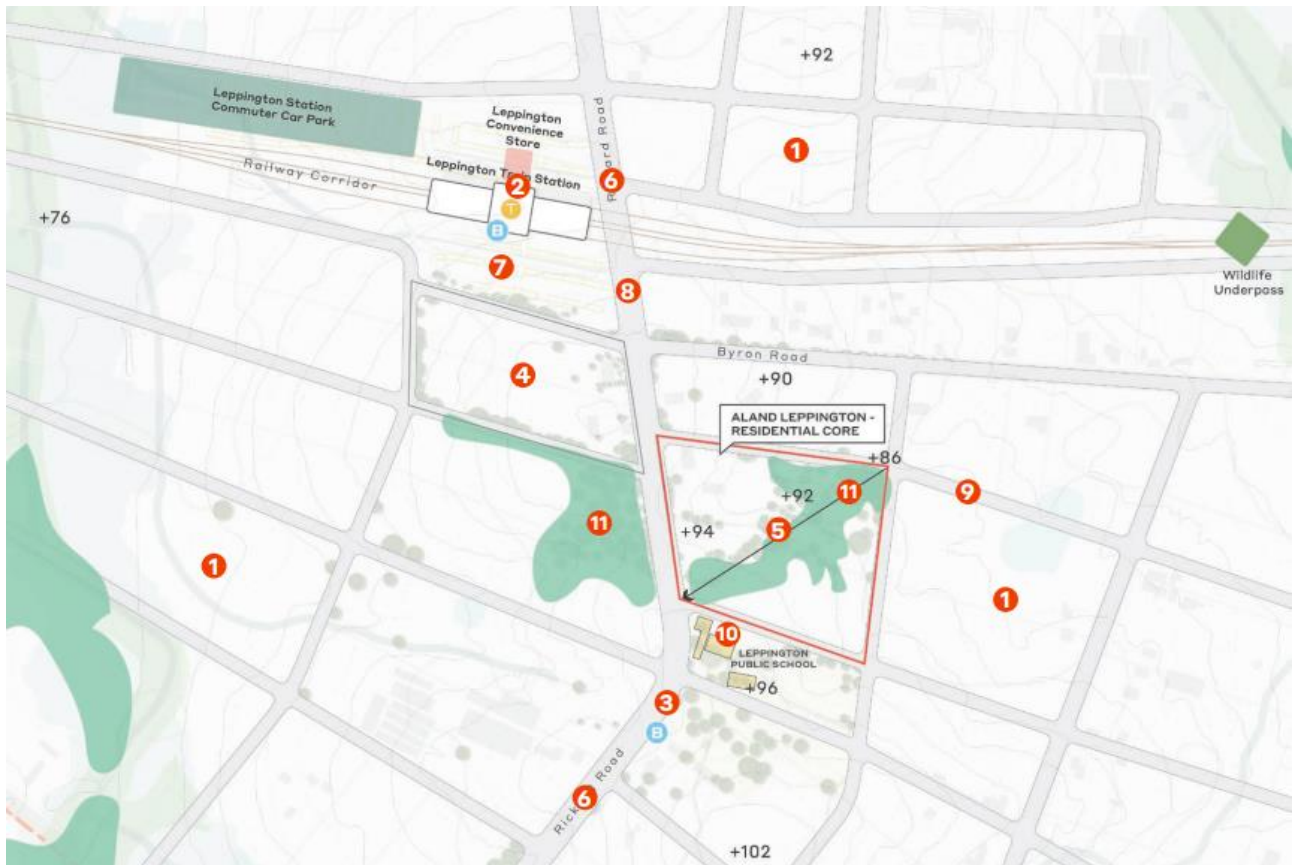 +92
Leppington Station
Commuter Car Park
Leppington
Convenience
Store
Rickard Road
1
Railway Corridor
Leppington Train Station
2
6
T
B
+76
7
8
Wildlife
Underpass
Byron Road
4
+90
ALAND LEPPINGTON -
RESIDENTIAL CORE
+86
11
+92
11
9
5
+94
1
1
10
LEPPINGTON
PUBLIC SCHOOL
+96
3
B
Rickard Road
6
+102